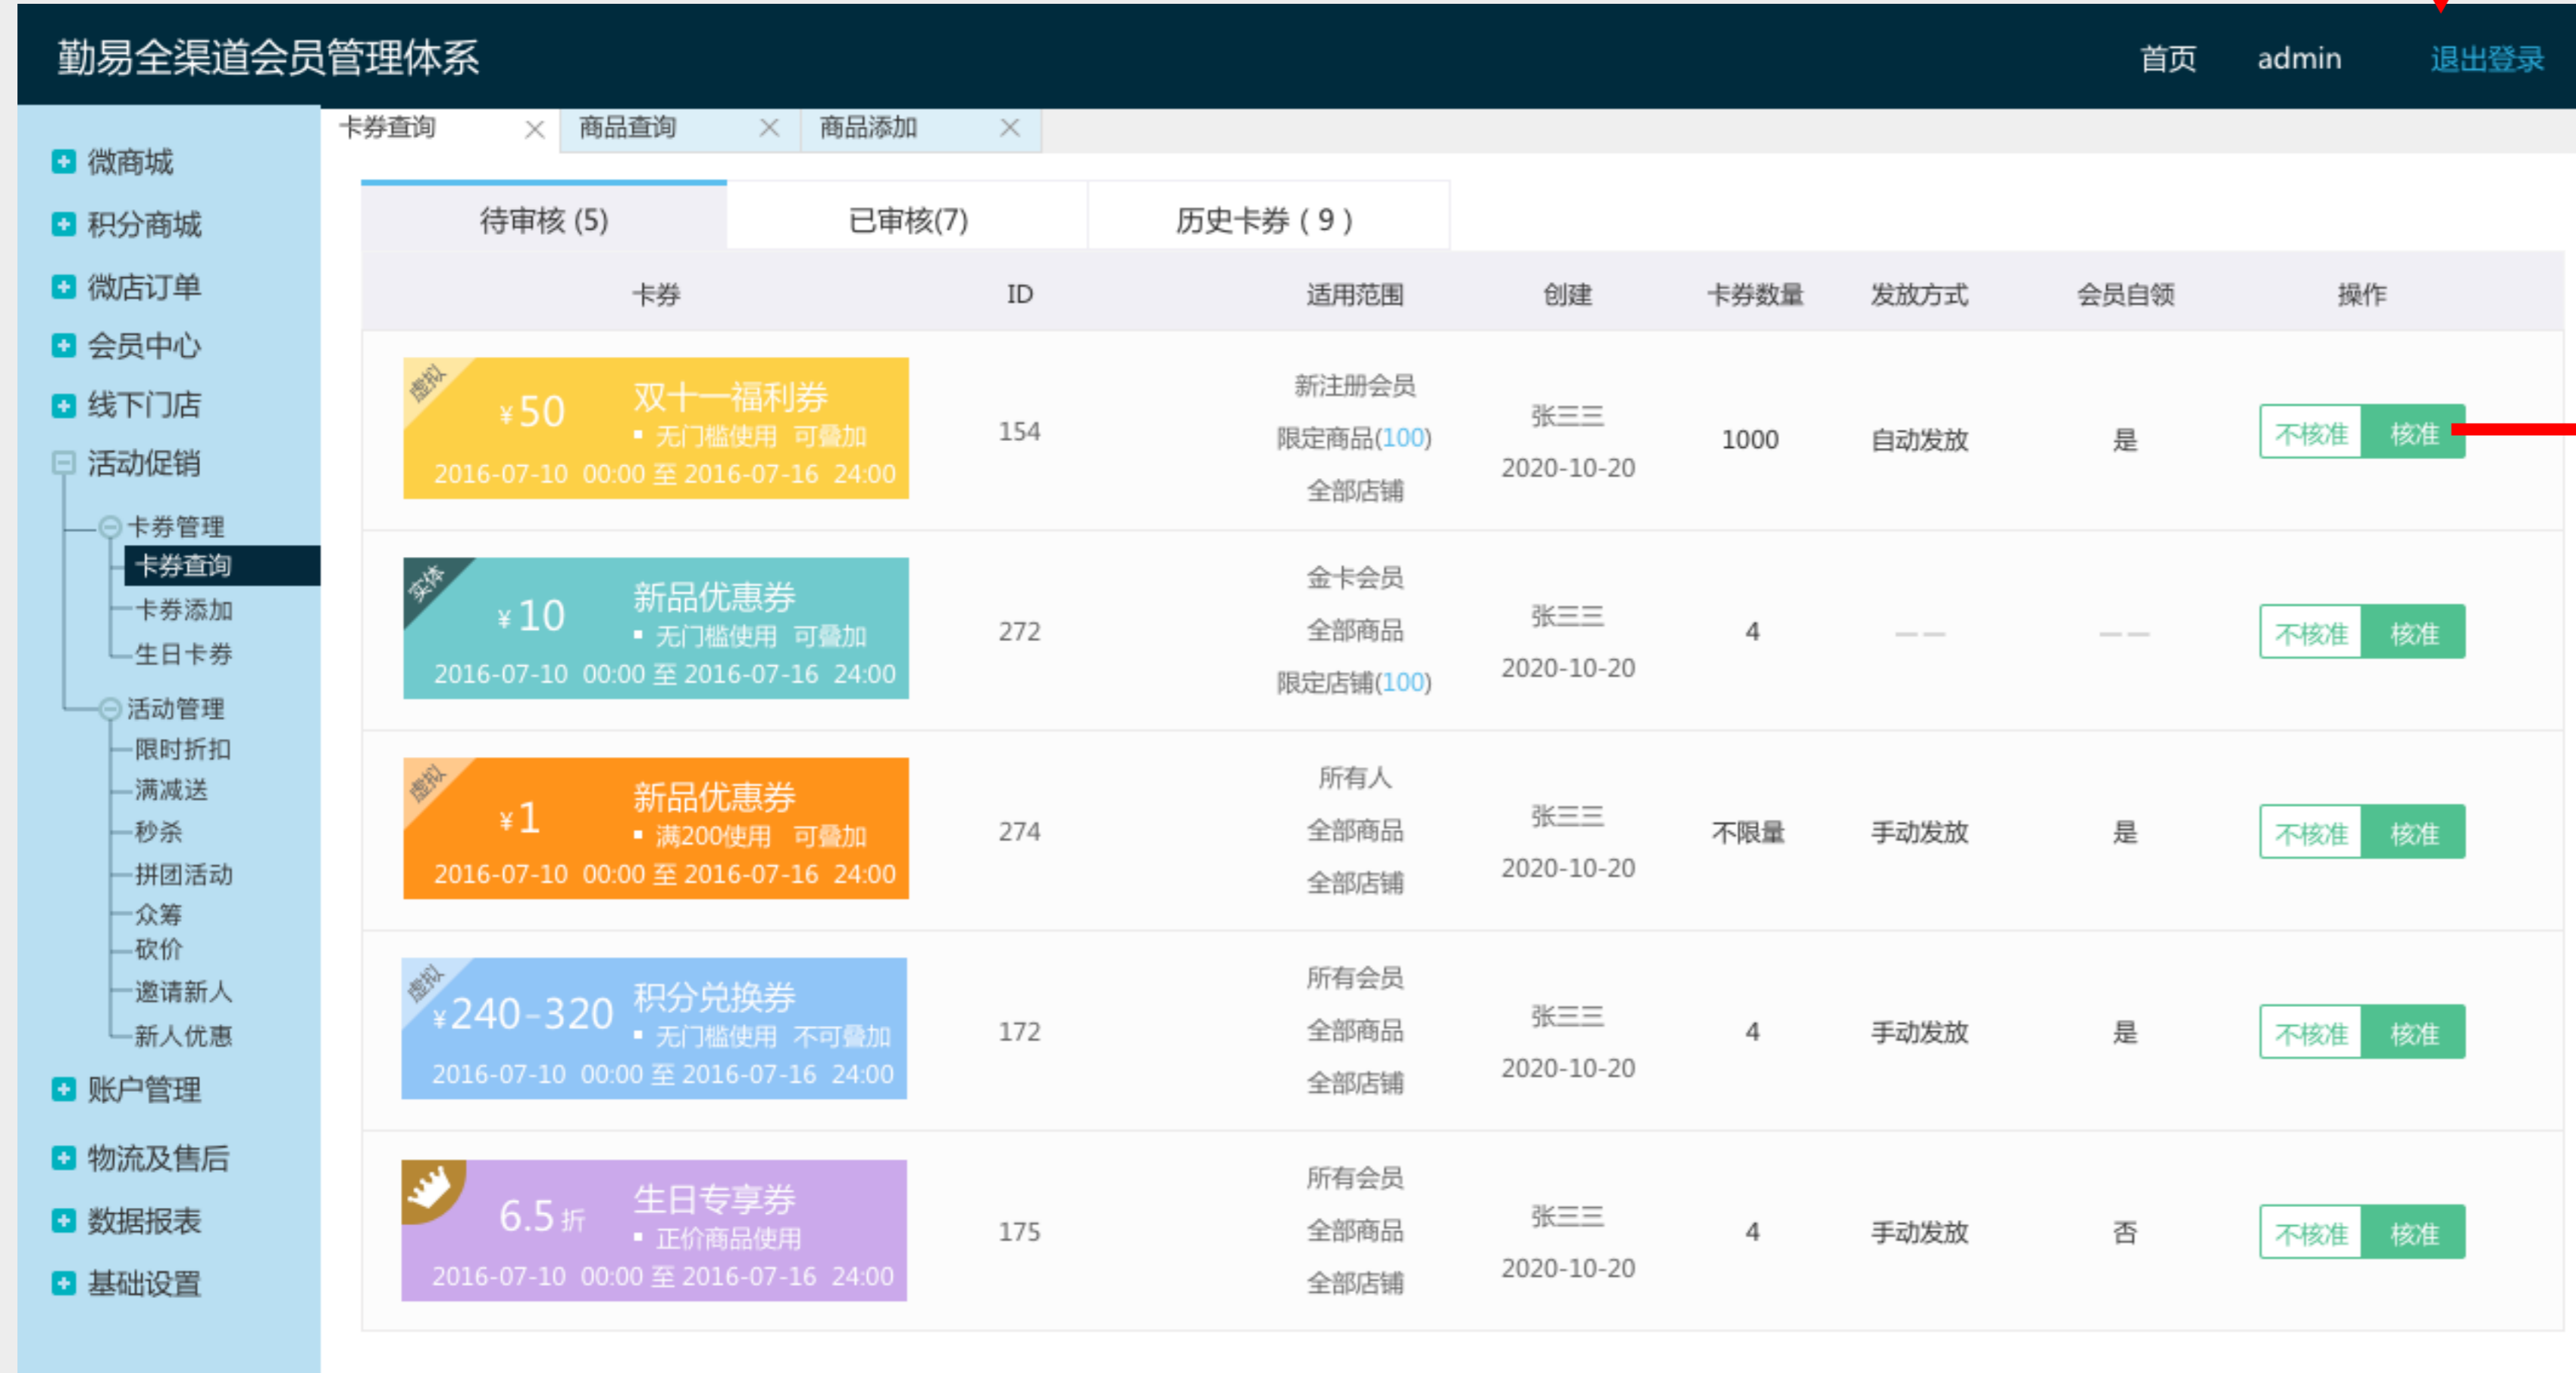 勤易全渠道会员管理体系
首页 admin 退出登录
卡券查询 商品查询 商品添加
微商城
积分商城
微店订单
会员中心
线下门店
活动促销
卡券管理
卡券查询
卡券添加
生日卡券
活动管理
限时折扣
满减送
秒杀
拼团活动
众筹
砍价
邀请新人
新人优惠
账户管理
物流及售后
数据报表
基础设置
待审核 (5) 已审核(7) 历史卡券 ( 9 )
卡券 ID 适用范围 创建 卡券数量 发放方式 会员自领 操作
虚拟
¥50 双十一福利券
▪ 无门槛使用 可叠加
2016-07-10 00:00 至 2016-07-16 24:00
154
新注册会员
限定商品(100)
全部店铺
张三三
2020-10-20
1000 自动发放 是 不核准 核准
实体
¥10 新品优惠券
▪ 无门槛使用 可叠加
2016-07-10 00:00 至 2016-07-16 24:00
272
金卡会员
全部商品
限定店铺(100)
张三三
2020-10-20
4 — — — — 不核准 核准
虚拟
¥1 新品优惠券
▪ 满200使用 可叠加
2016-07-10 00:00 至 2016-07-16 24:00
274
所有人
全部商品
全部店铺
张三三
2020-10-20
不限量 手动发放 是 不核准 核准
虚拟
¥240-320 积分兑换券
▪ 无门槛使用 不可叠加
2016-07-10 00:00 至 2016-07-16 24:00
172
所有会员
全部商品
全部店铺
张三三
2020-10-20
4 手动发放 是 不核准 核准
6.5折 生日专享券
▪ 正价商品使用
2016-07-10 00:00 至 2016-07-16 24:00
175
所有会员
全部商品
全部店铺
张三三
2020-10-20
4 手动发放 否 不核准 核准